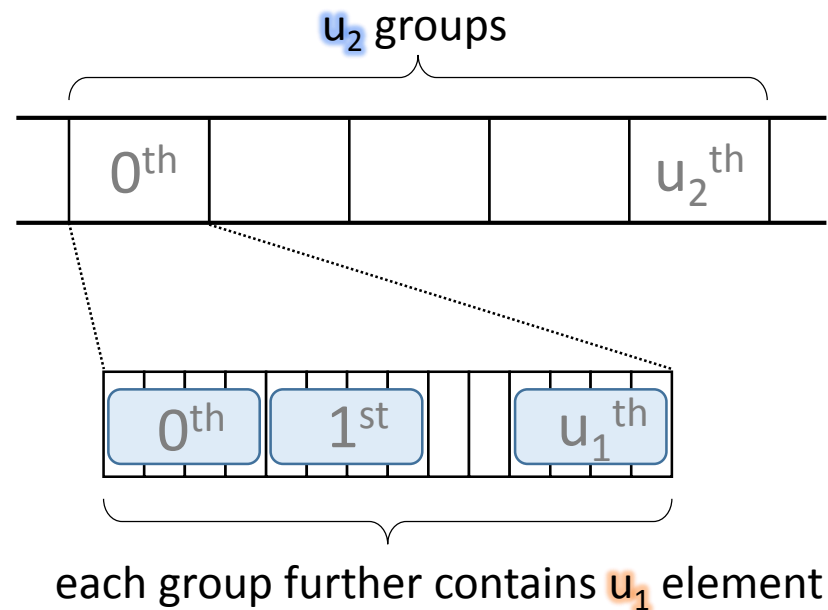 u₂ groups
0ᵗʰ u₂ᵗʰ
0ᵗʰ 1ˢᵗ u₁ᵗʰ
each group further contains u₁ element